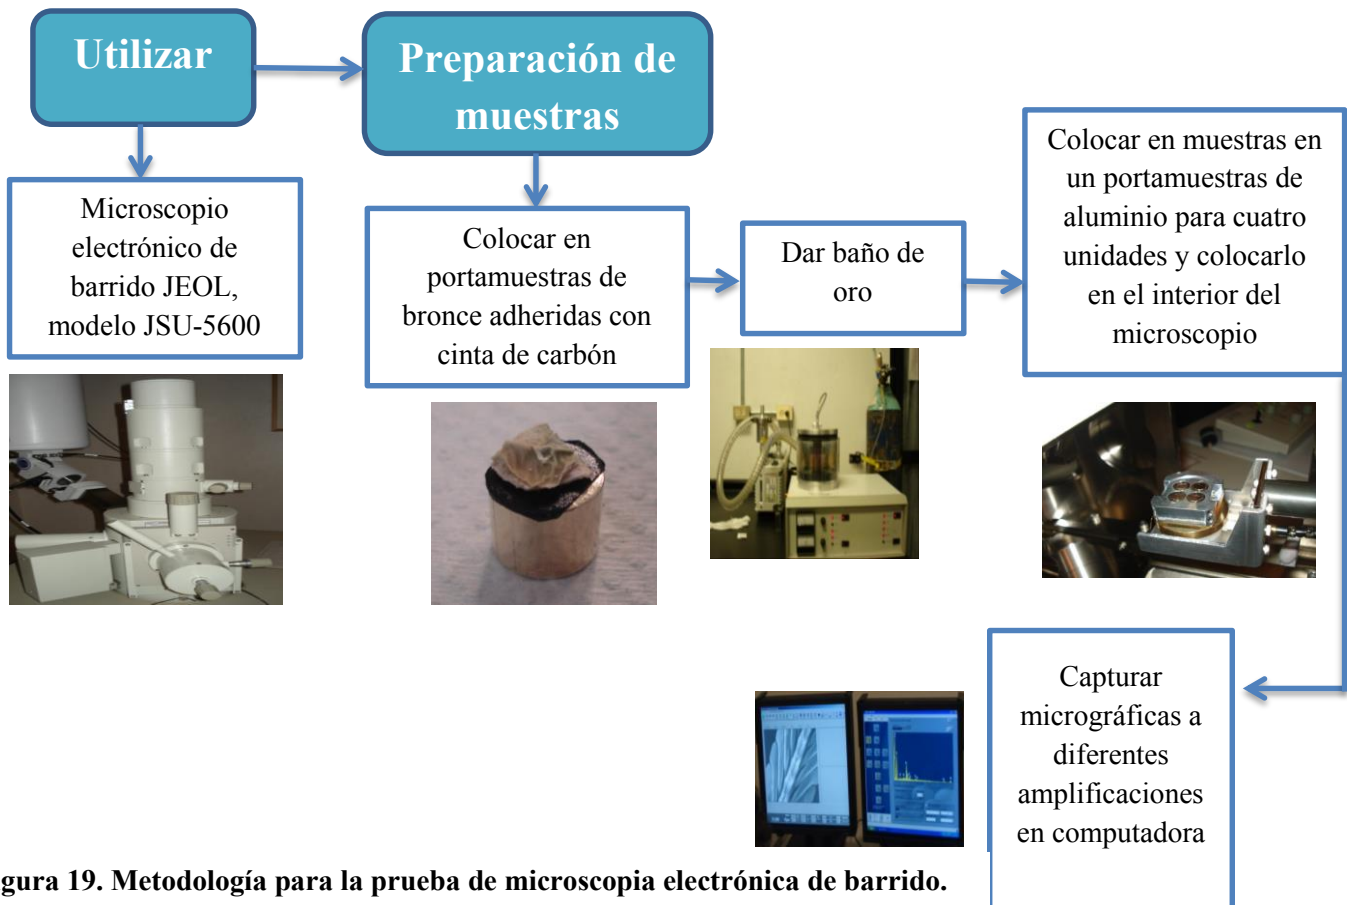 Utilizar
Preparación de
muestras
Microscopio
electrónico de
barrido JEOL,
modelo JSU-5600
Colocar en
portamuestras de
bronce adheridas con
cinta de carbón
Dar baño de
oro
Colocar en muestras en
un portamuestras de
aluminio para cuatro
unidades y colocarlo
en el interior del
microscopio
Capturar
micrográficas a
diferentes
amplificaciones
en computadora
gura 19. Metodología para la prueba de microscopia electrónica de barrido.